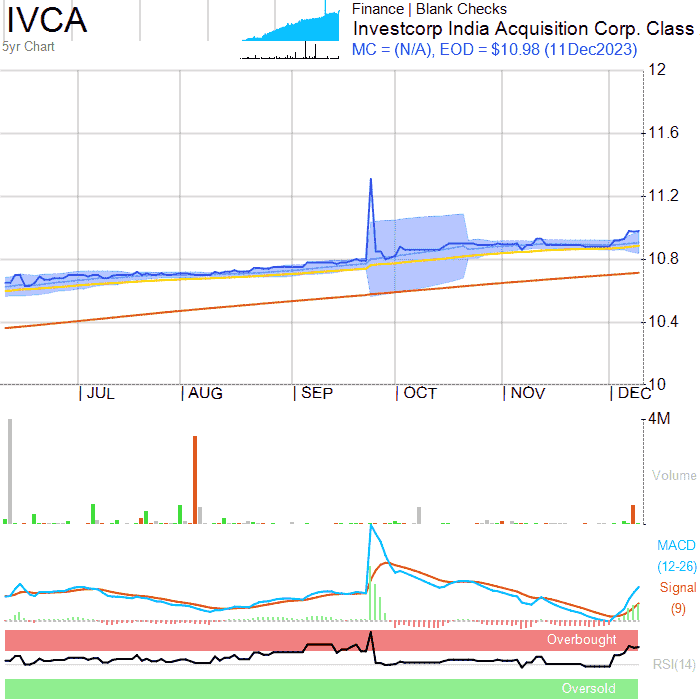 IVCA
5yr Chart
Finance | Blank Checks
Investcorp India Acquisition Corp. Class
MC = (N/A), EOD = $10.98 (11Dec2023)
12
11.6
11.2
10.8
10.4
10
JUL
AUG
SEP
OCT
NOV
DEC
4M
Volume
MACD
(12-26)
Signal
(9)
Overbought
RSI(14)
Oversold